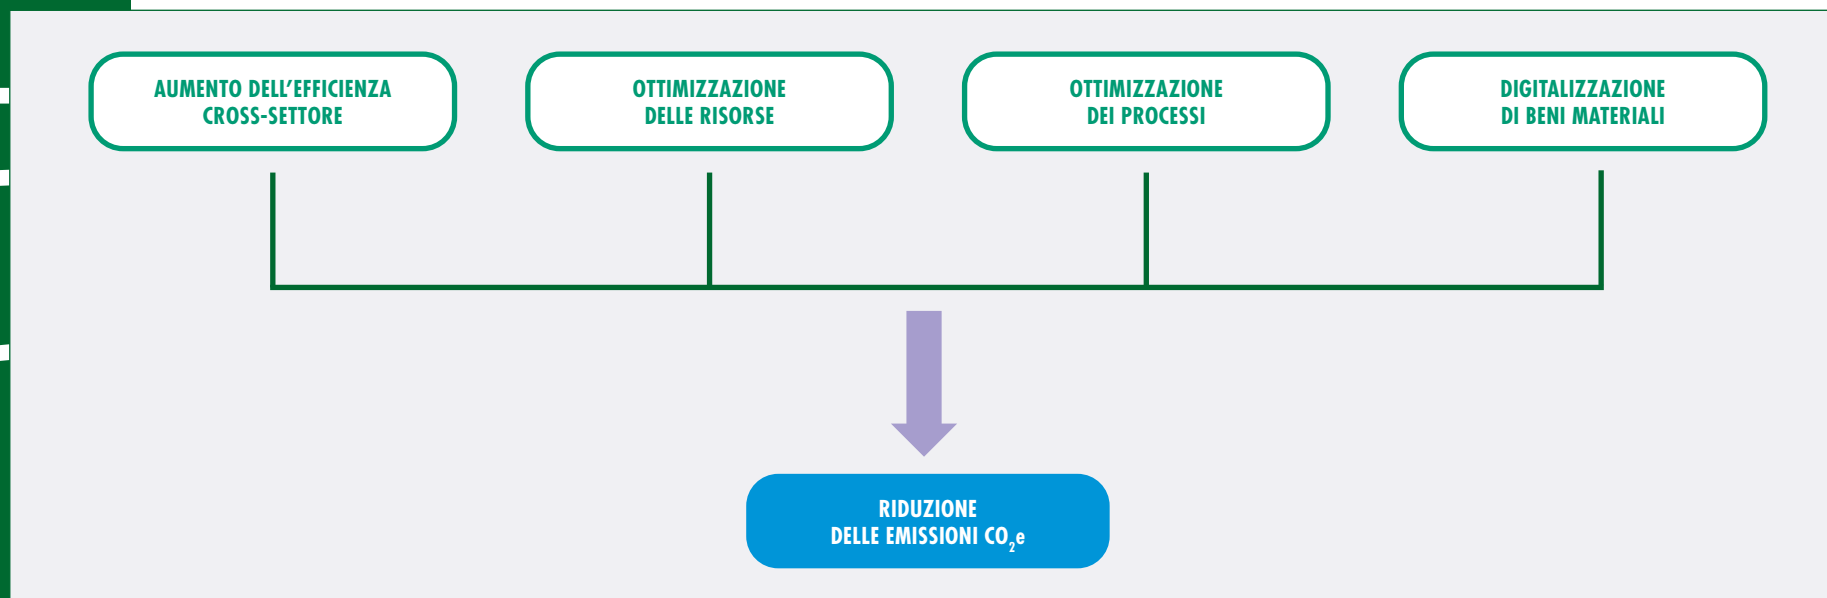 AUMENTO DELL'EFFICIENZA
CROSS-SETTORE
OTTIMIZZAZIONE
DELLE RISORSE
OTTIMIZZAZIONE
DEI PROCESSI
DIGITALIZZAZIONE
DI BENI MATERIALI
RIDUZIONE
DELLE EMISSIONI CO₂e